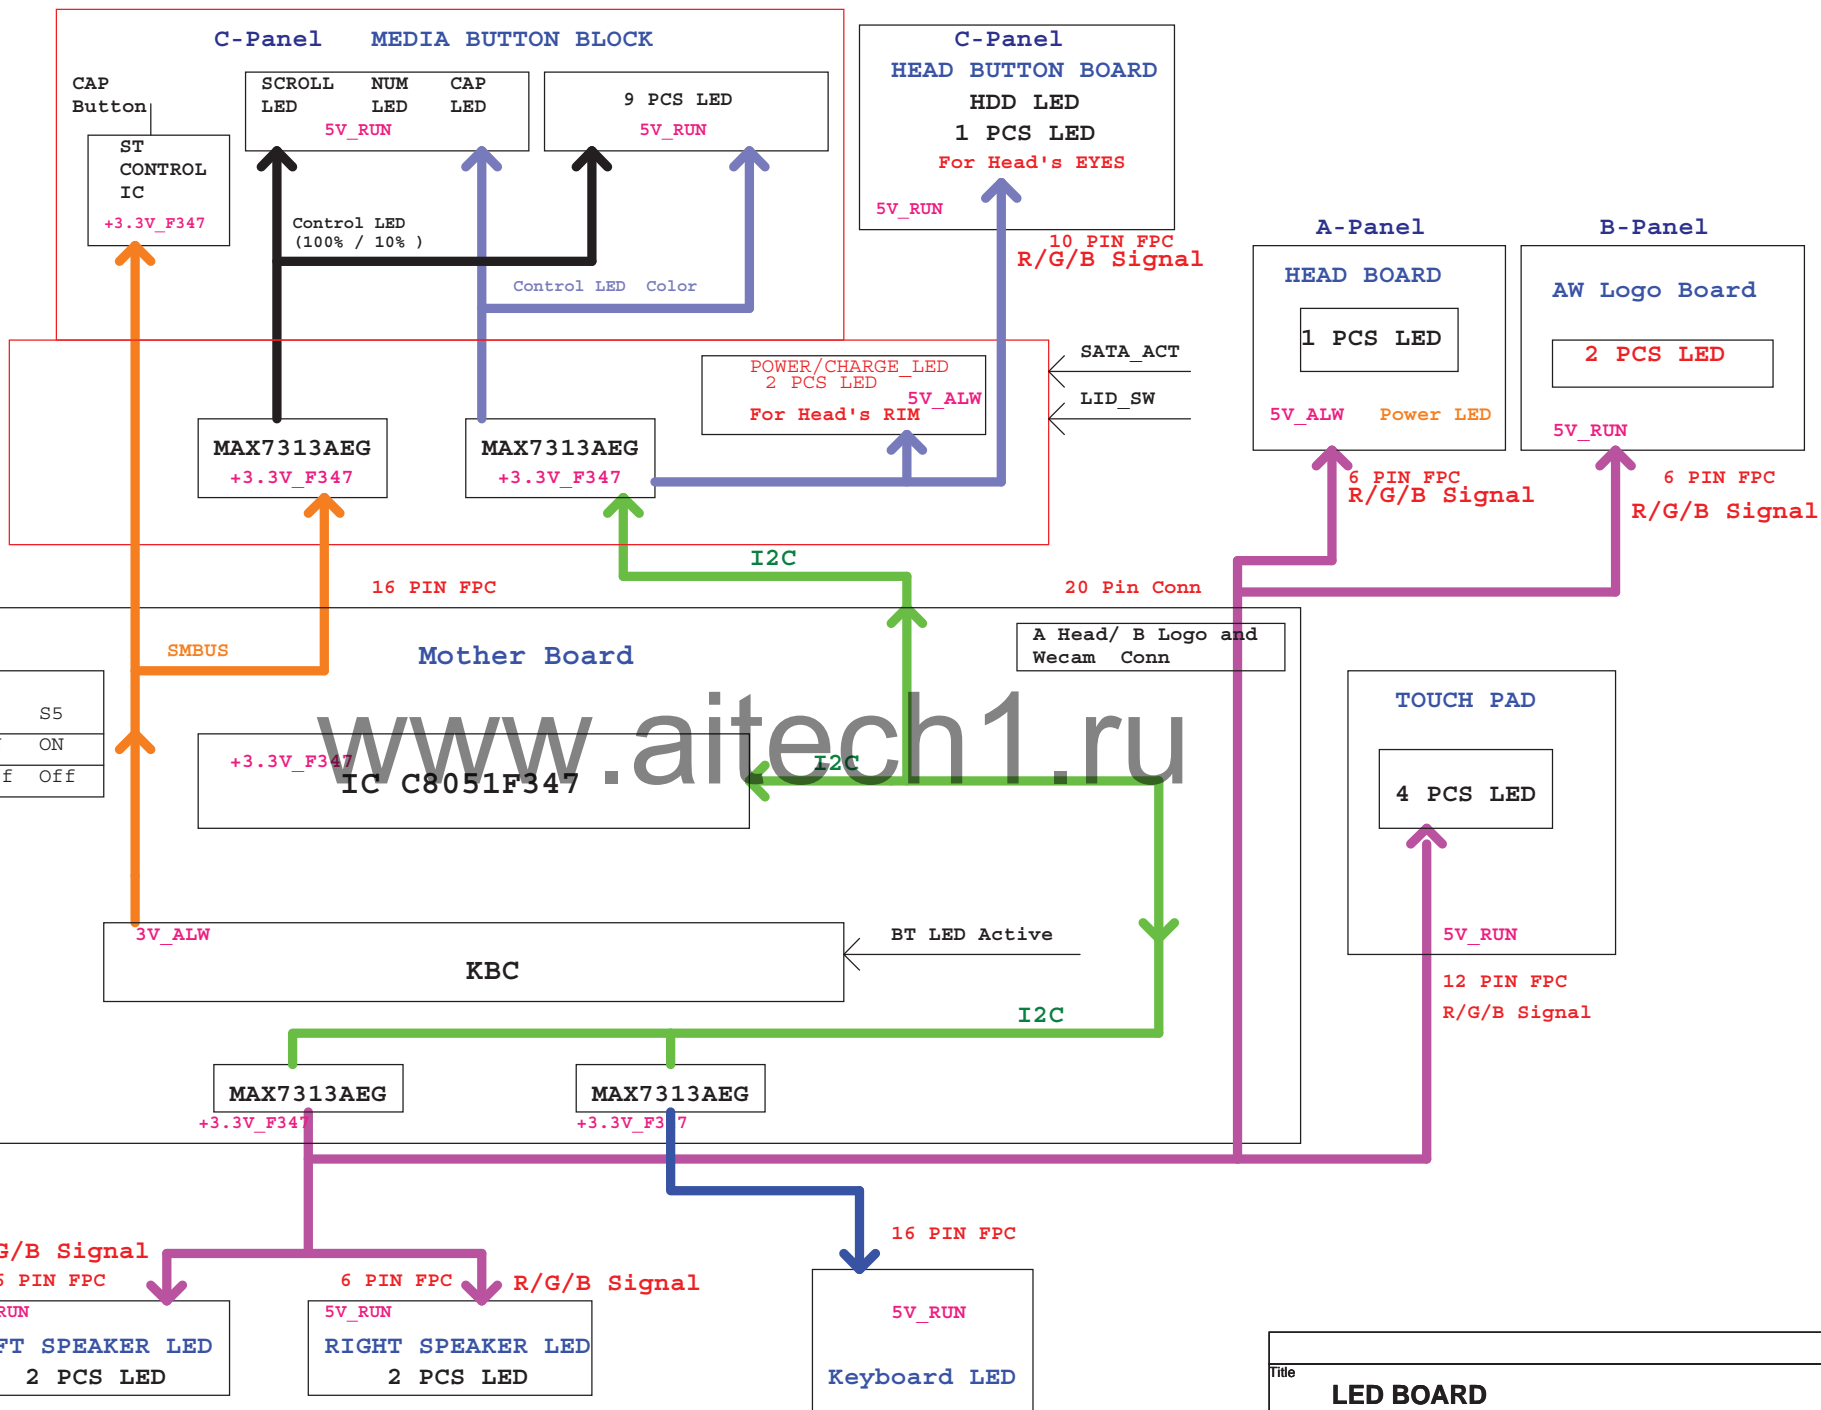 C-Panel MEDIA BUTTON BLOCK
CAP
Button
SCROLL NUM CAP
LED LED LED
5V_RUN
9 PCS LED
5V_RUN
ST
CONTROL
IC
+3.3V_F347
Control LED
(100% / 10% )
Control LED Color
C-Panel
HEAD BUTTON BOARD
HDD LED
1 PCS LED
For Head's EYES
5V_RUN
10 PIN FPC
R/G/B Signal
A-Panel
HEAD BOARD
1 PCS LED
5V_ALW Power LED
6 PIN FPC
R/G/B Signal
B-Panel
AW Logo Board
2 PCS LED
5V_RUN
6 PIN FPC
R/G/B Signal
POWER/CHARGE_LED
2 PCS LED
5V_ALW
For Head's RIM
SATA_ACT
LID_SW
MAX7313AEG
+3.3V_F347
MAX7313AEG
+3.3V_F347
I2C
16 PIN FPC
20 Pin Conn
SMBUS
Mother Board
A Head/ B Logo and
Wecam Conn
S5
ON
f Off
www.aitech1.ru
+3.3V_F347
IC C8051F347
I2C
TOUCH PAD
4 PCS LED
5V_RUN
12 PIN FPC
R/G/B Signal
3V_ALW
KBC
BT LED Active
I2C
MAX7313AEG
+3.3V_F347
MAX7313AEG
+3.3V_F347
G/B Signal
PIN FPC
RUN
FT SPEAKER LED
2 PCS LED
6 PIN FPC
R/G/B Signal
5V_RUN
RIGHT SPEAKER LED
2 PCS LED
16 PIN FPC
5V_RUN
Keyboard LED
Title
LED BOARD